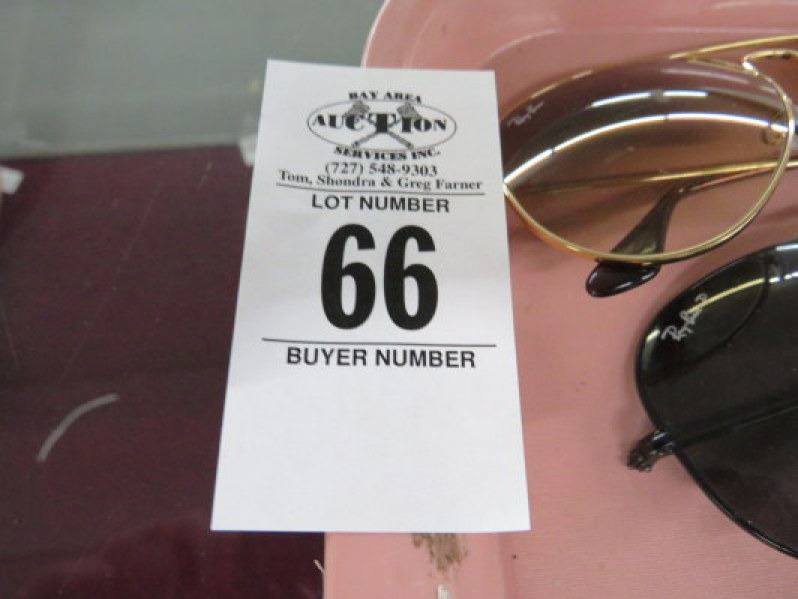 BAY AREA
AUCTION
SERVICES INC.
(727) 548-9303
Tom, Shondra & Greg Farner
LOT NUMBER
66
BUYER NUMBER
Ray-Ban
Ray-Ban